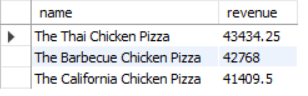 name revenue
The Thai Chicken Pizza 43434.25
The Barbecue Chicken Pizza 42768
The California Chicken Pizza 41409.5